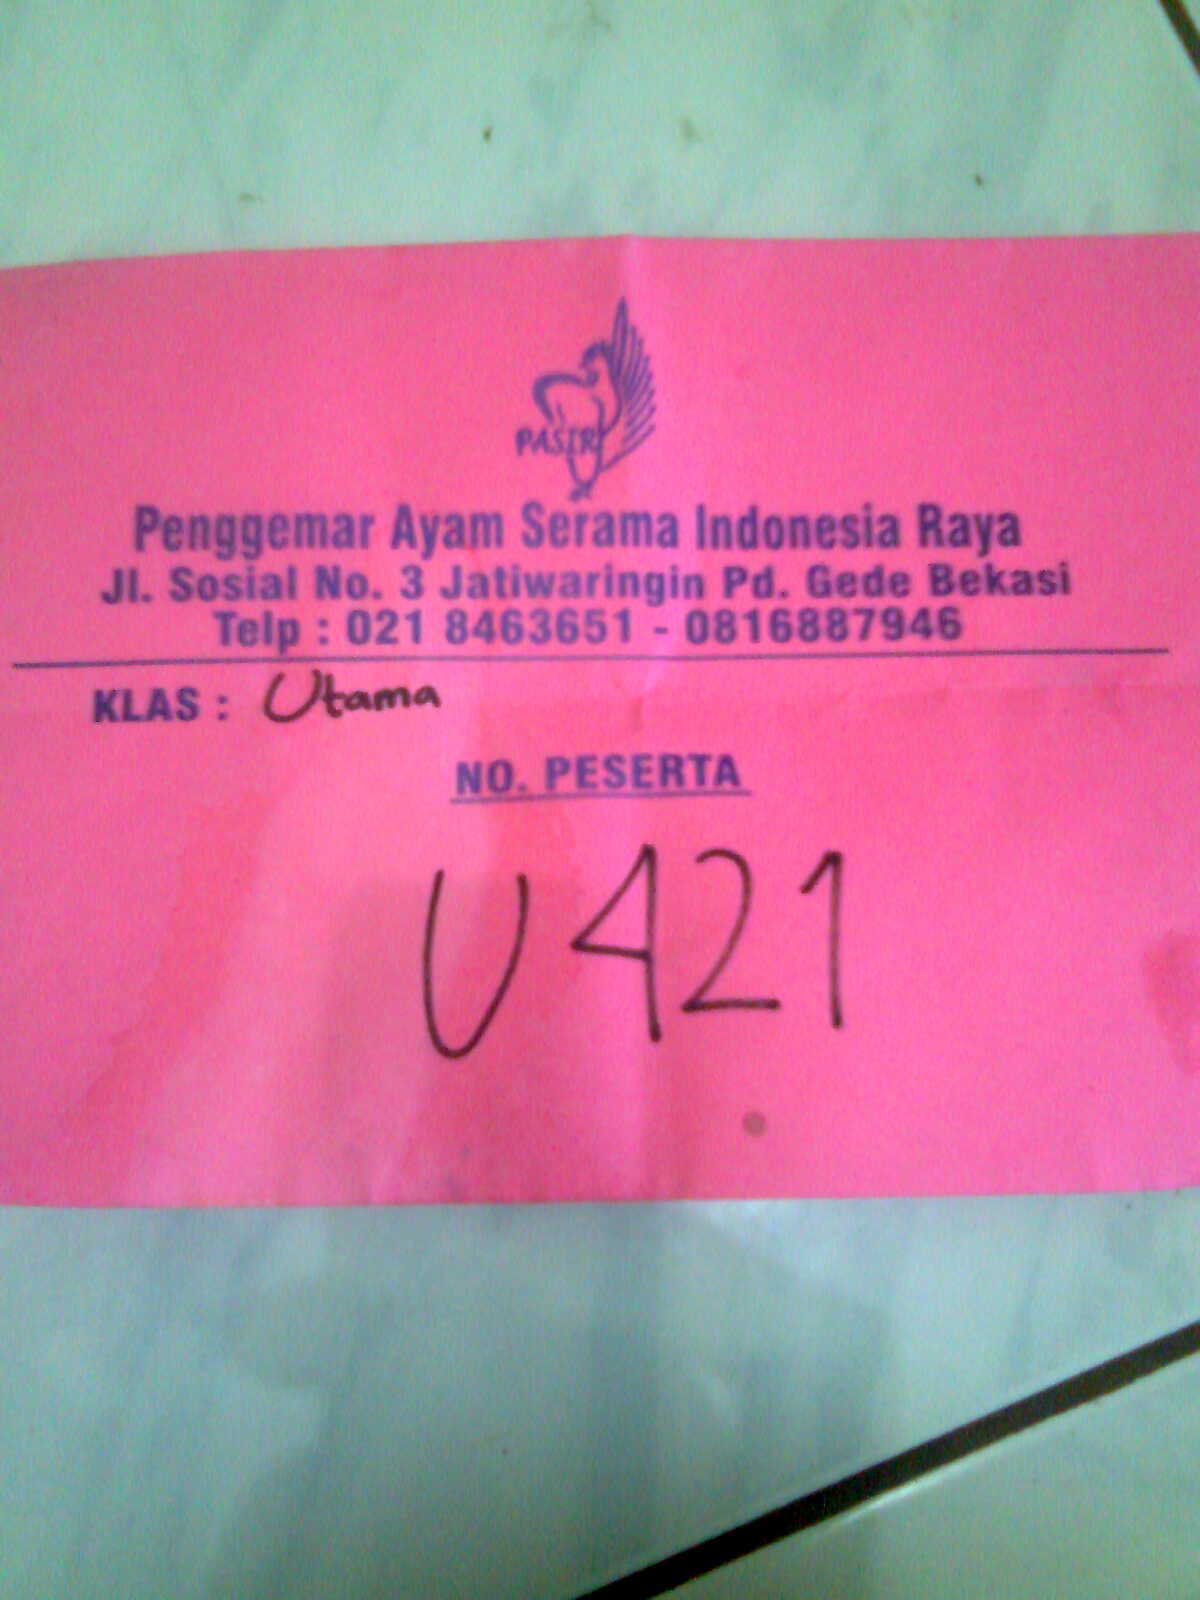 PASIR
Penggemar Ayam Serama Indonesia Raya
Jl. Sosial No. 3 Jatiwaringin Pd. Gede Bekasi
Telp : 021 8463651 - 0816887946
KLAS : Utama
NO. PESERTA
U421